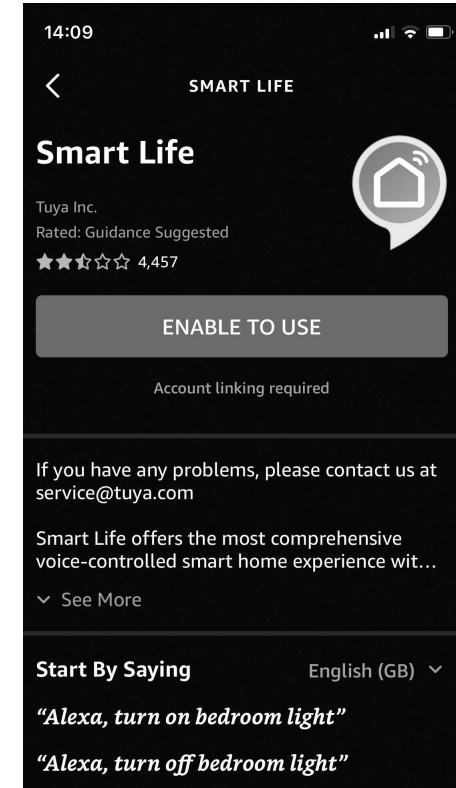 14:09
SMART LIFE
Smart Life
Tuya Inc.
Rated: Guidance Suggested
4,457
ENABLE TO USE
Account linking required
If you have any problems, please contact us at
service@tuya.com
Smart Life offers the most comprehensive
voice-controlled smart home experience wit…
See More
Start By Saying English (GB)
“Alexa, turn on bedroom light”
“Alexa, turn off bedroom light”